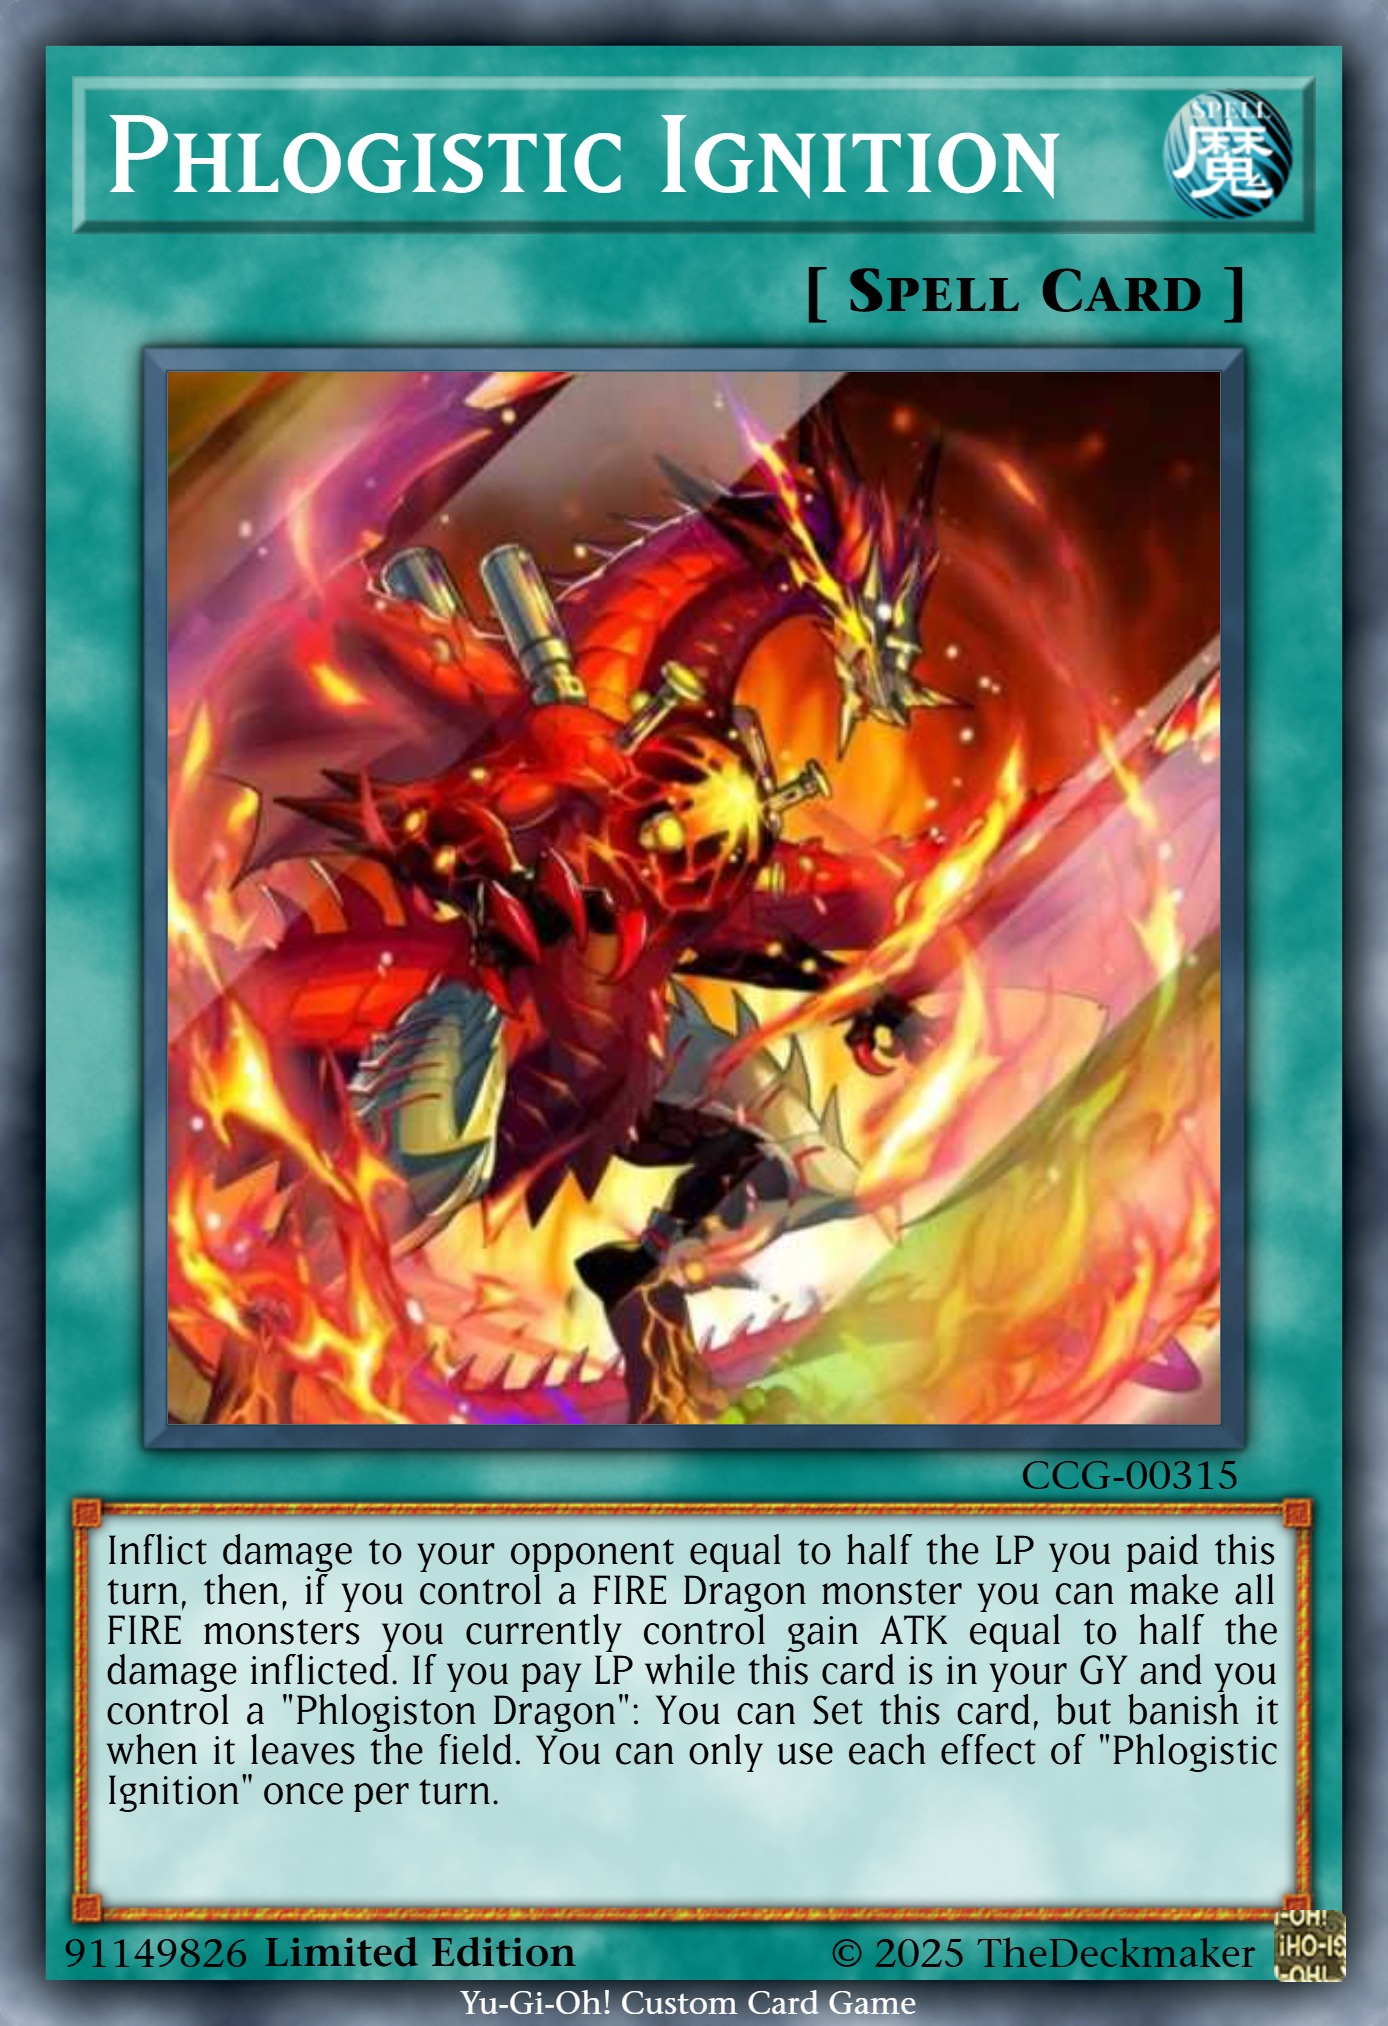 Phlogistic Ignition
SPELL
魔
[ Spell Card ]
CCG-00315
Inflict damage to your opponent equal to half the LP you paid this
turn, then, if you control a FIRE Dragon monster you can make all
FIRE monsters you currently control gain ATK equal to half the
damage inflicted. If you pay LP while this card is in your GY and you
control a "Phlogiston Dragon": You can Set this card, but banish it
when it leaves the field. You can only use each effect of "Phlogistic
Ignition" once per turn.
91149826 Limited Edition
© 2025 TheDeckmaker
Yu-Gi-Oh! Custom Card Game